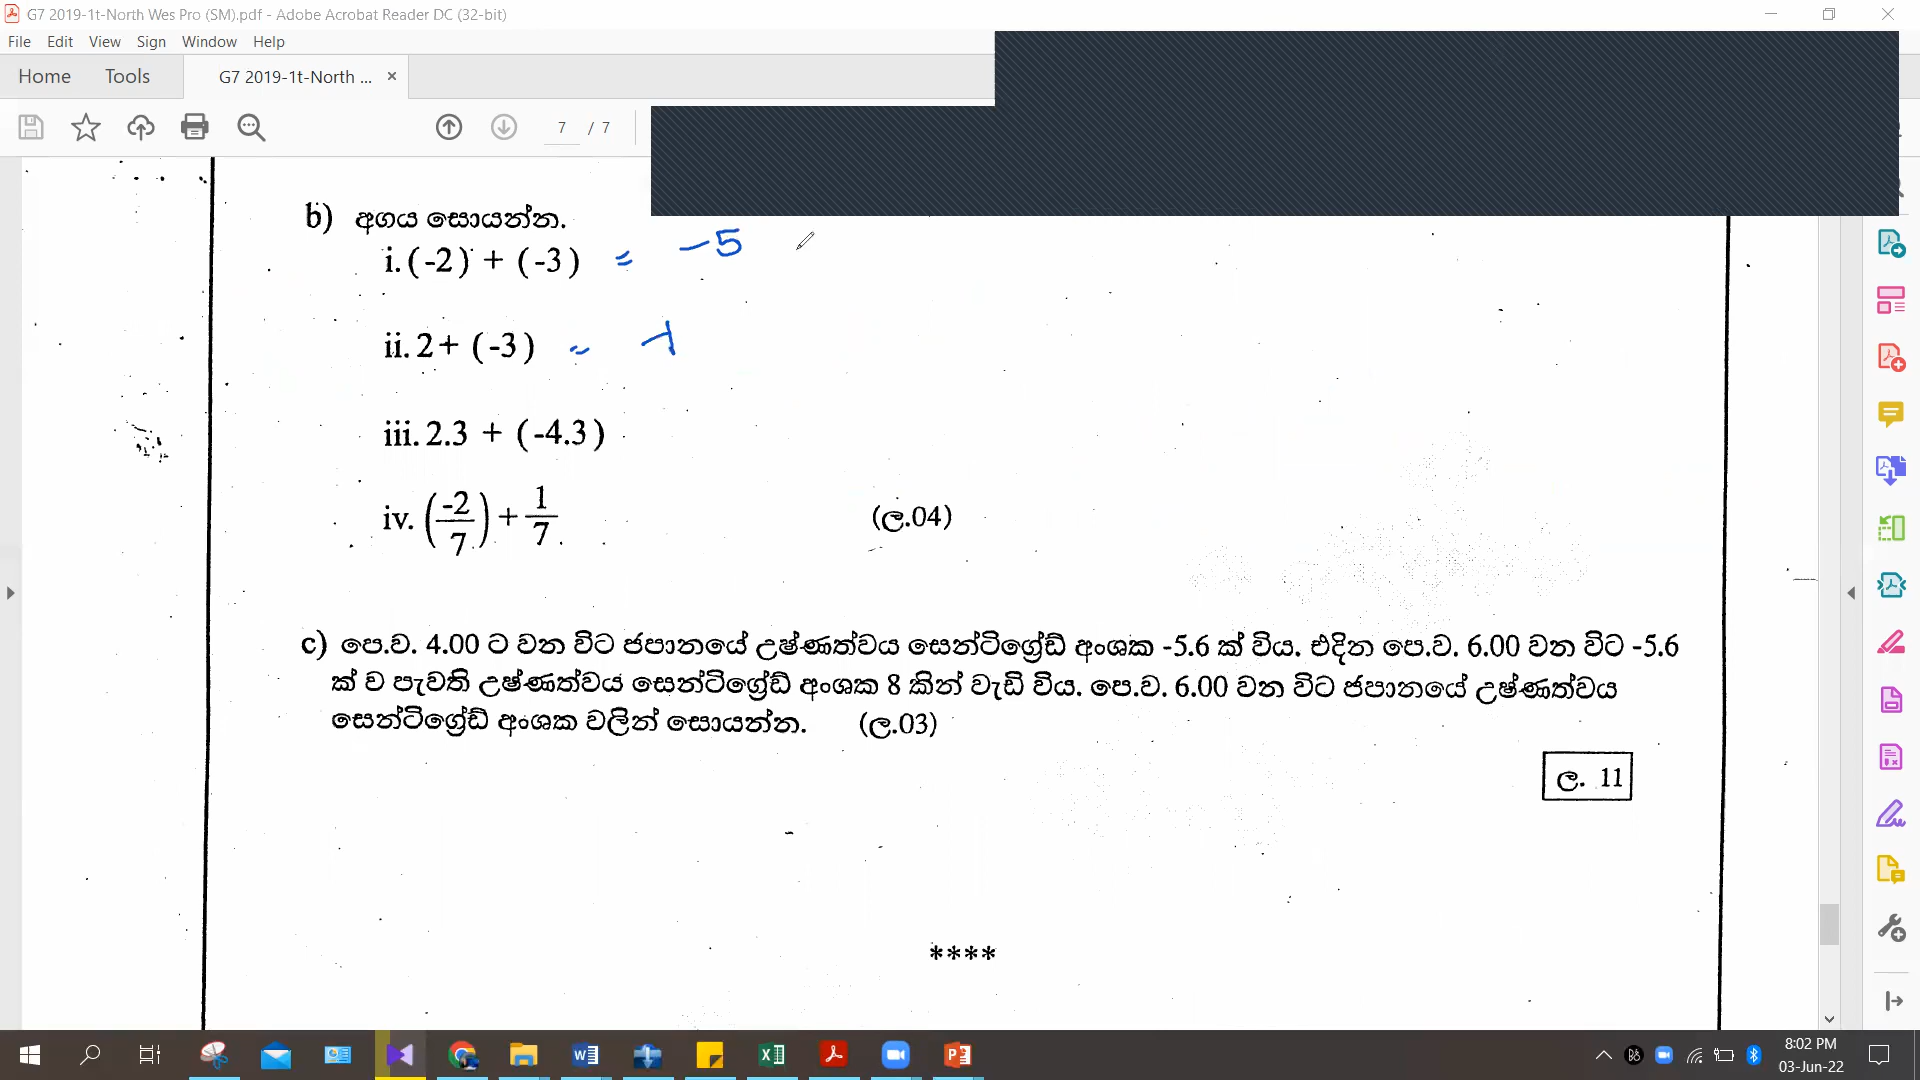 G7 2019-1t-North Wes Pro (SM).pdf - Adobe Acrobat Reader DC (32-bit)
File Edit View Sign Window Help
Home Tools G7 2019-1t-North ... ×
7 / 7
b) අගය සොයන්න.
i. (-2) + (-3) = -5
ii. 2 + (-3) = -1
iii. 2.3 + (-4.3)
iv. (-2/7) + 1/7 (ල.04)
c) පෙ.ව. 4.00 ට වන විට ජපානයේ උෂ්ණත්වය සෙන්ටිග්‍රේඩ් අංශක -5.6 ක් විය. එදින පෙ.ව. 6.00 වන විට -5.6
ක් ව පැවති උෂ්ණත්වය සෙන්ටිග්‍රේඩ් අංශක 8 කින් වැඩි විය. පෙ.ව. 6.00 වන විට ජපානයේ උෂ්ණත්වය
සෙන්ටිග්‍රේඩ් අංශක වලින් සොයන්න. (ල.03)
ල. 11
****
8:02 PM
03-Jun-22